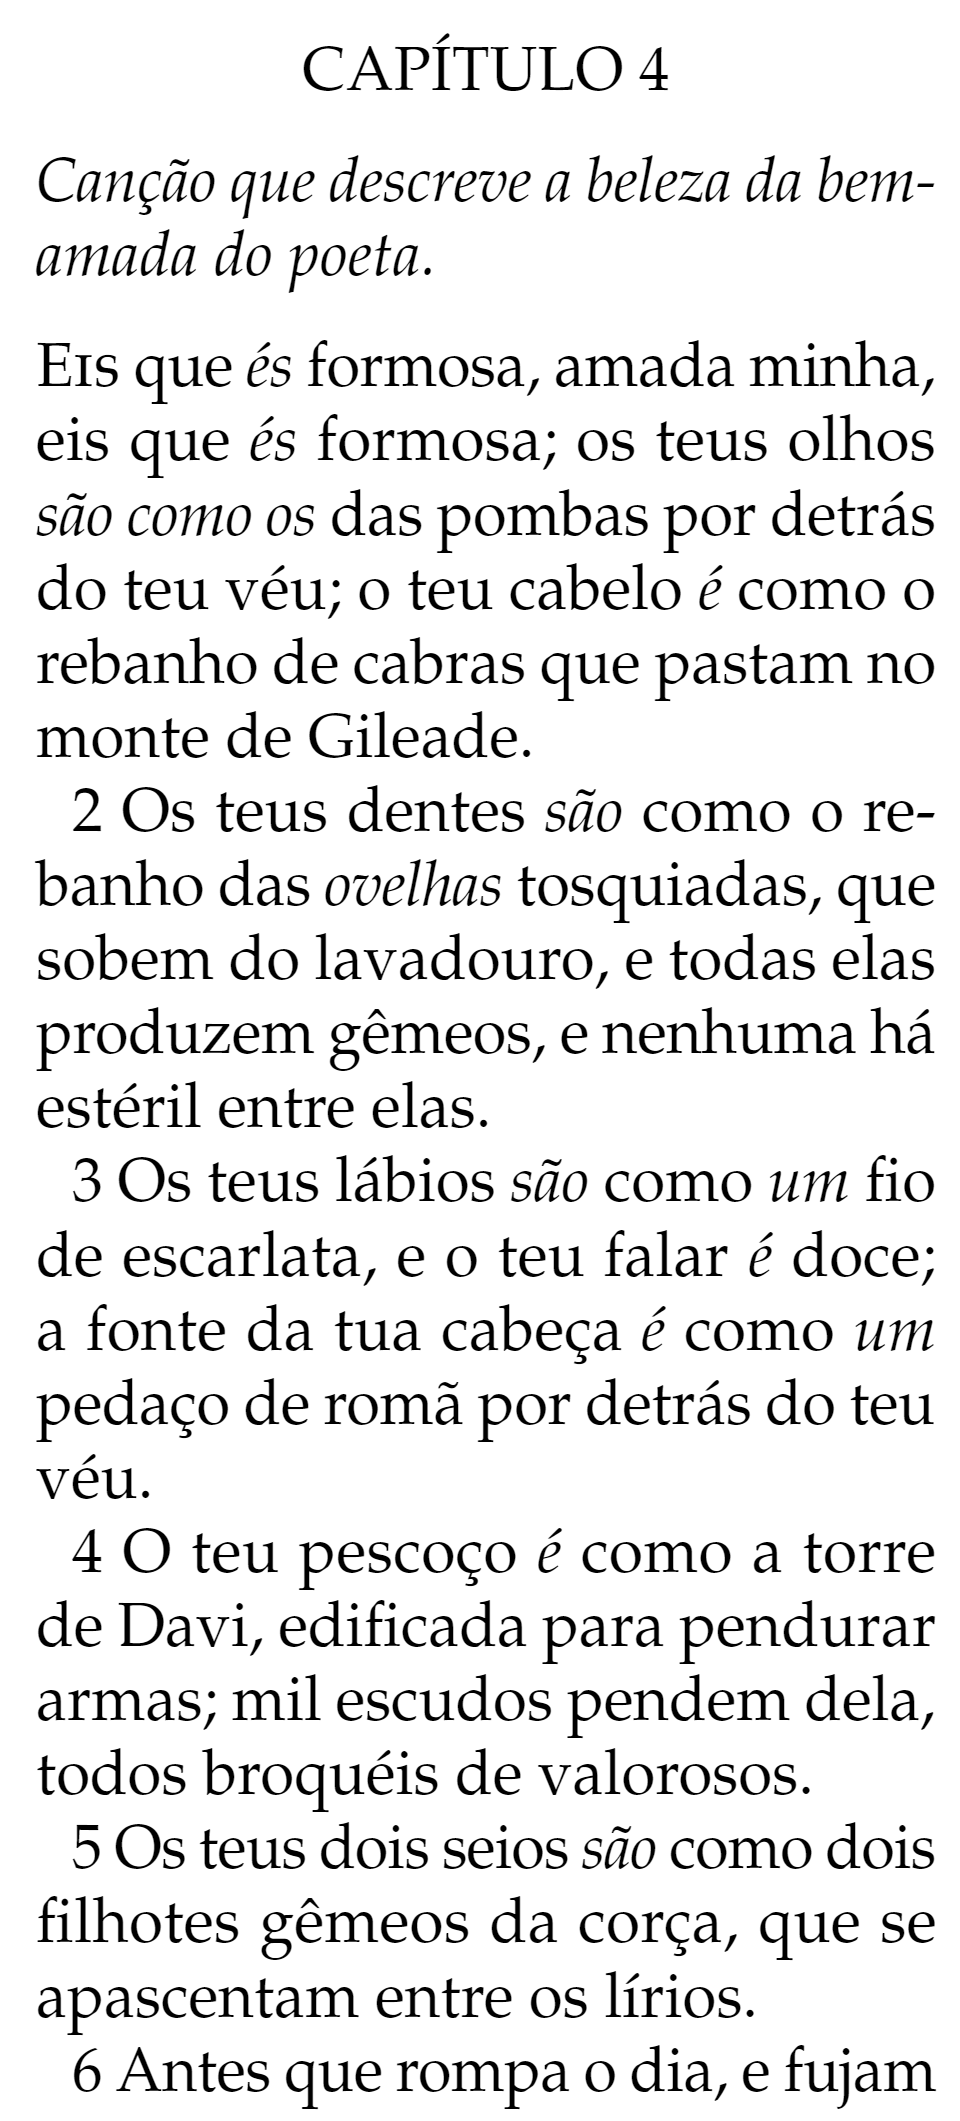 CAPÍTULO 4
Canção que descreve a beleza da bem-
amada do poeta.
EIS que és formosa, amada minha,
eis que és formosa; os teus olhos
são como os das pombas por detrás
do teu véu; o teu cabelo é como o
rebanho de cabras que pastam no
monte de Gileade.
2 Os teus dentes são como o re-
banho das ovelhas tosquiadas, que
sobem do lavadouro, e todas elas
produzem gêmeos, e nenhuma há
estéril entre elas.
3 Os teus lábios são como um fio
de escarlata, e o teu falar é doce;
a fonte da tua cabeça é como um
pedaço de romã por detrás do teu
véu.
4 O teu pescoço é como a torre
de Davi, edificada para pendurar
armas; mil escudos pendem dela,
todos broquéis de valorosos.
5 Os teus dois seios são como dois
filhotes gêmeos da corça, que se
apascentam entre os lírios.
6 Antes que rompa o dia, e fujam